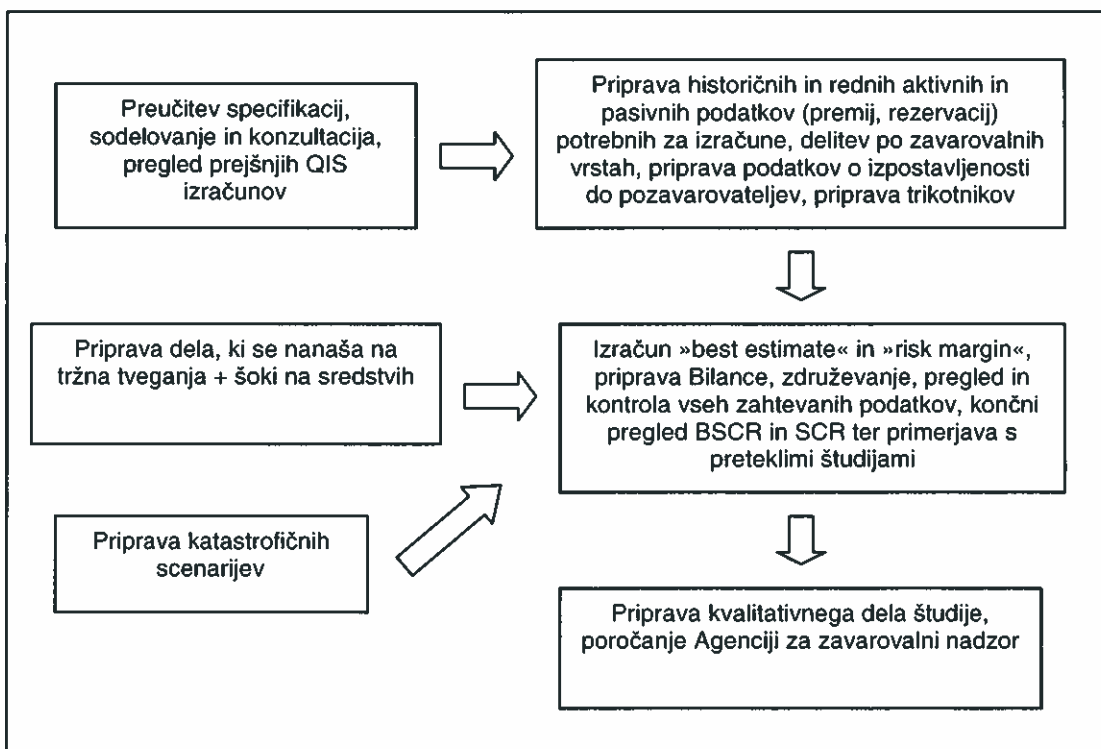 Preučitev specifikacij,
sodelovanje in konzultacija,
pregled prejšnjih QIS
izračunov
Priprava historičnih in rednih aktivnih in
pasivnih podatkov (premij, rezervacij)
potrebnih za izračune, delitev po zavarovalnih
vrstah, priprava podatkov o izpostavljenosti
do pozavarovateljev, priprava trikotnikov
Priprava dela, ki se nanaša na
tržna tveganja + šoki na sredstvih
Izračun »best estimate« in »risk margin«,
priprava Bilance, združevanje, pregled in
kontrola vseh zahtevanih podatkov, končni
pregled BSCR in SCR ter primerjava s
preteklimi študijami
Priprava katastrofičnih
scenarijev
Priprava kvalitativnega dela študije,
poročanje Agenciji za zavarovalni nadzor